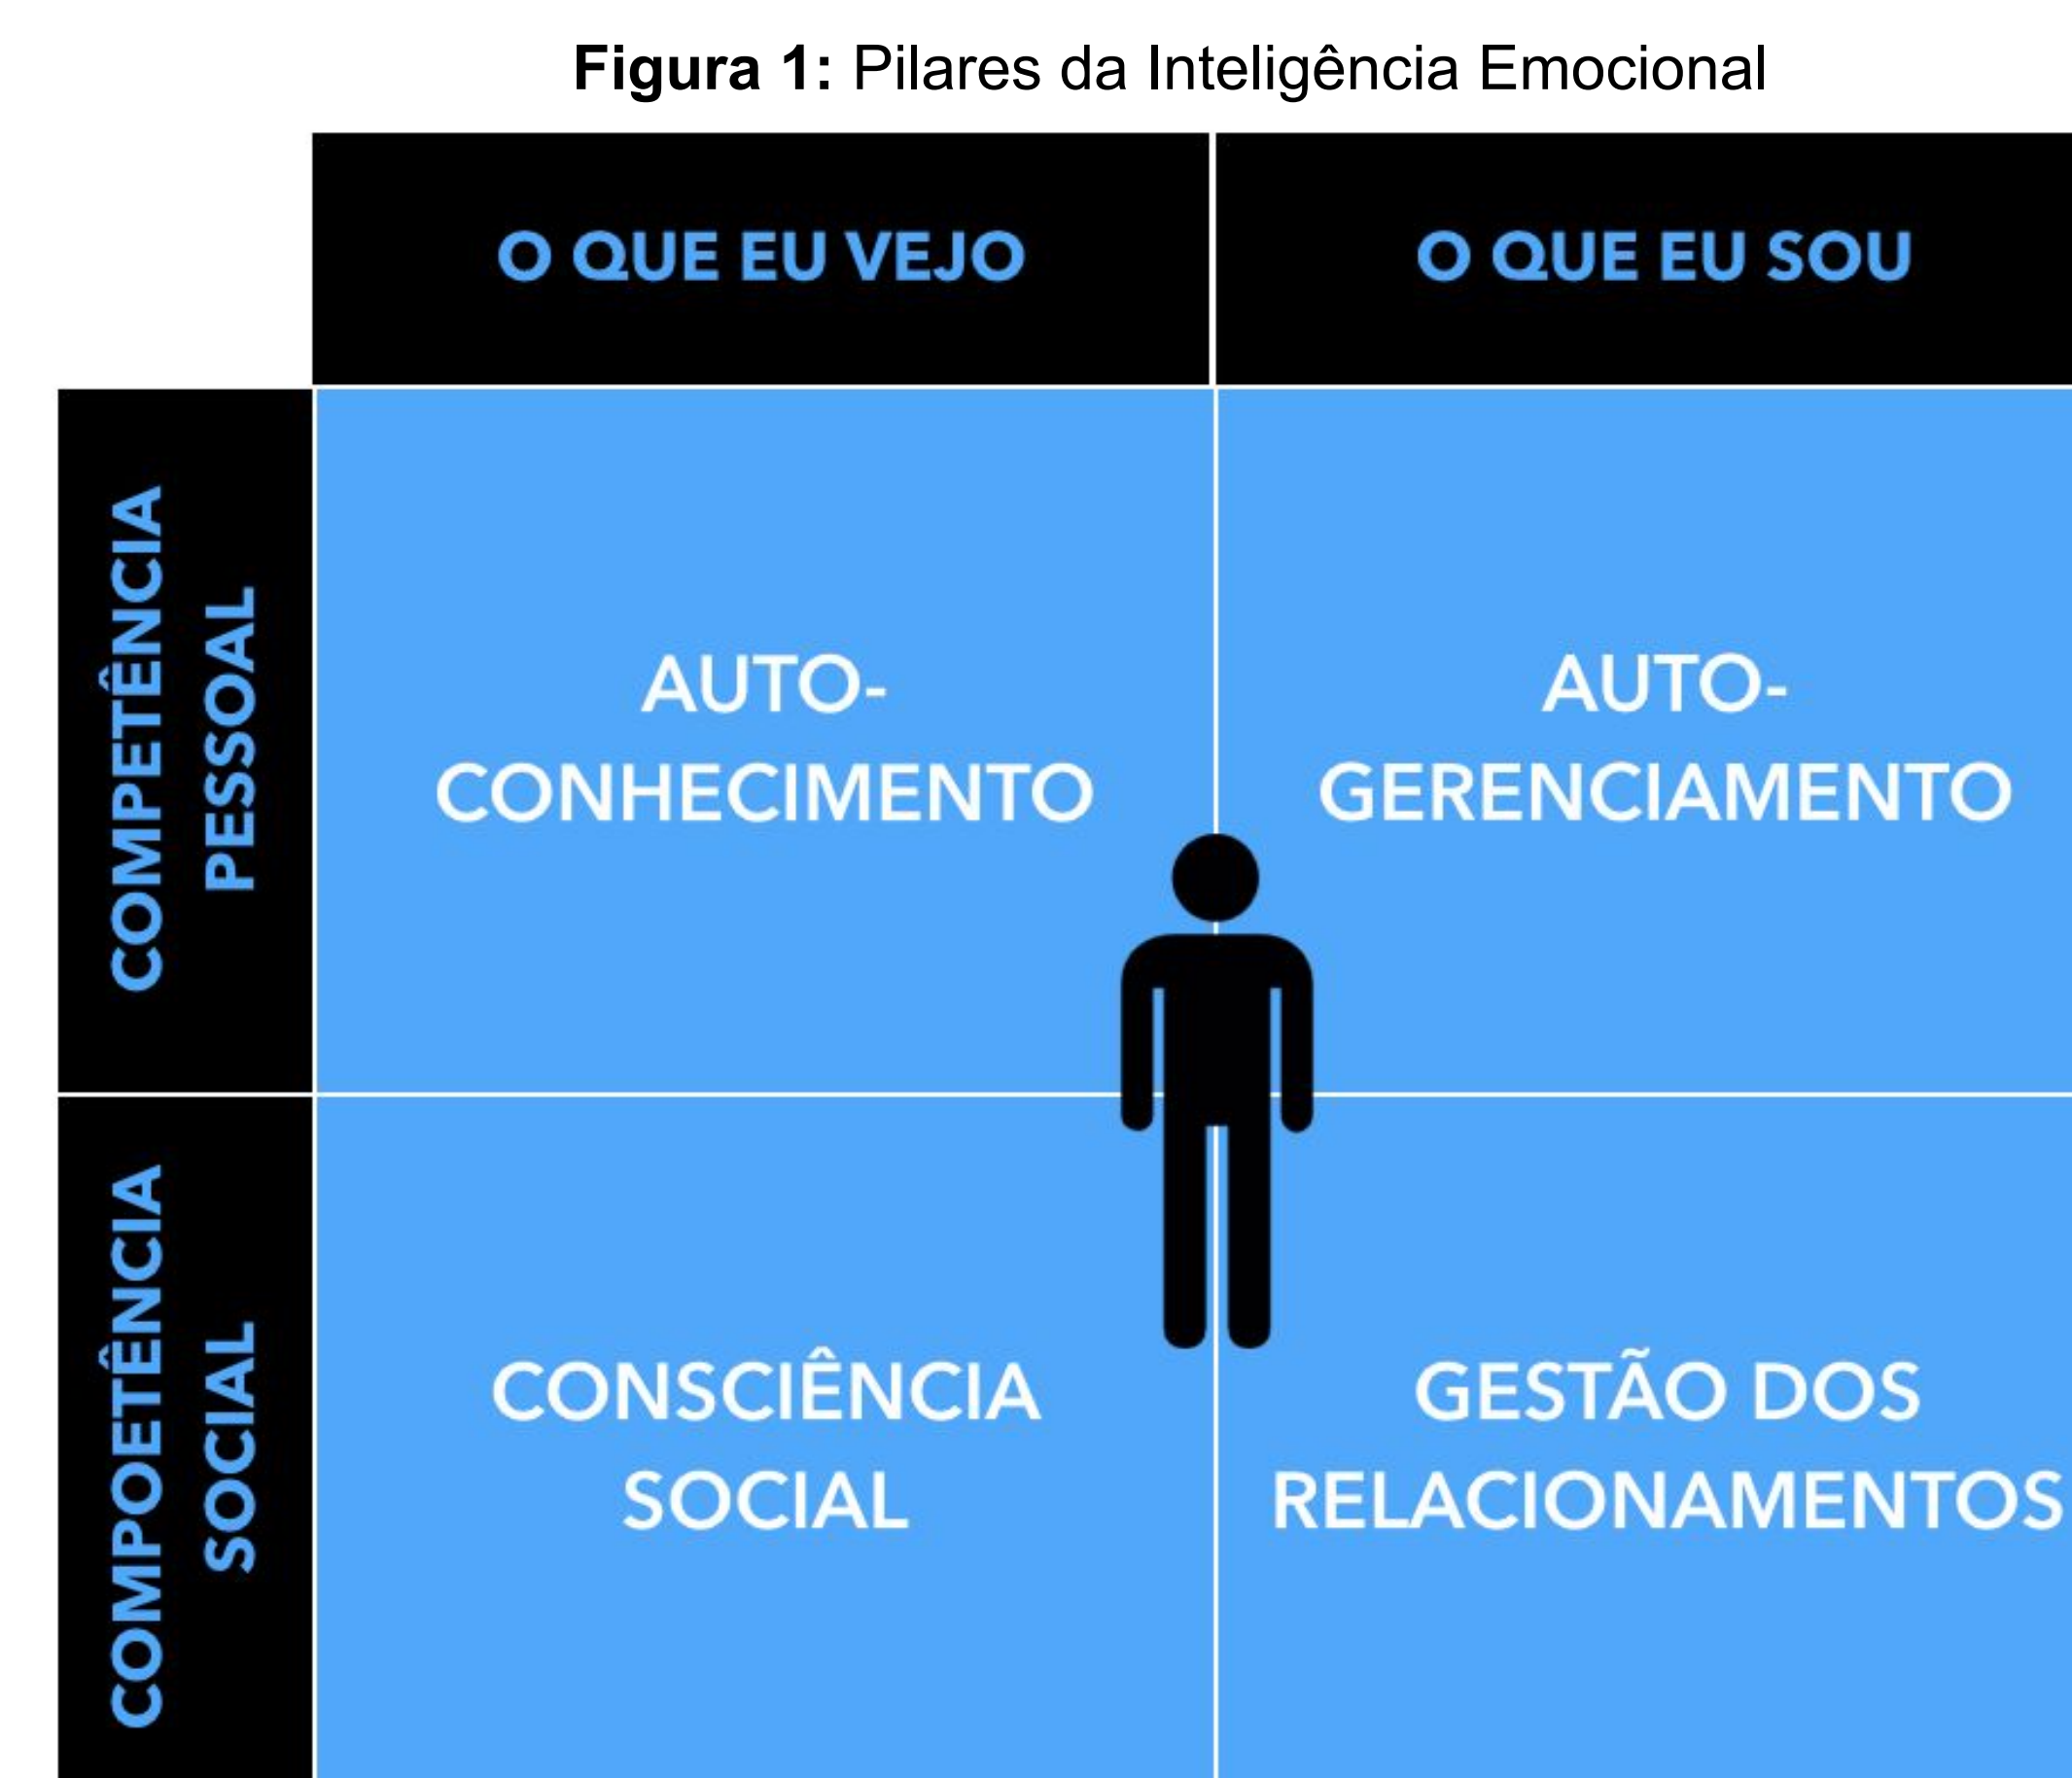 Figura 1: Pilares da Inteligência Emocional
O QUE EU VEJO
O QUE EU SOU
COMPETÊNCIA
PESSOAL
AUTO-
CONHECIMENTO
AUTO-
GERENCIAMENTO
COMPOETÊNCIA
SOCIAL
CONSCIÊNCIA
SOCIAL
GESTÃO DOS
RELACIONAMENTOS